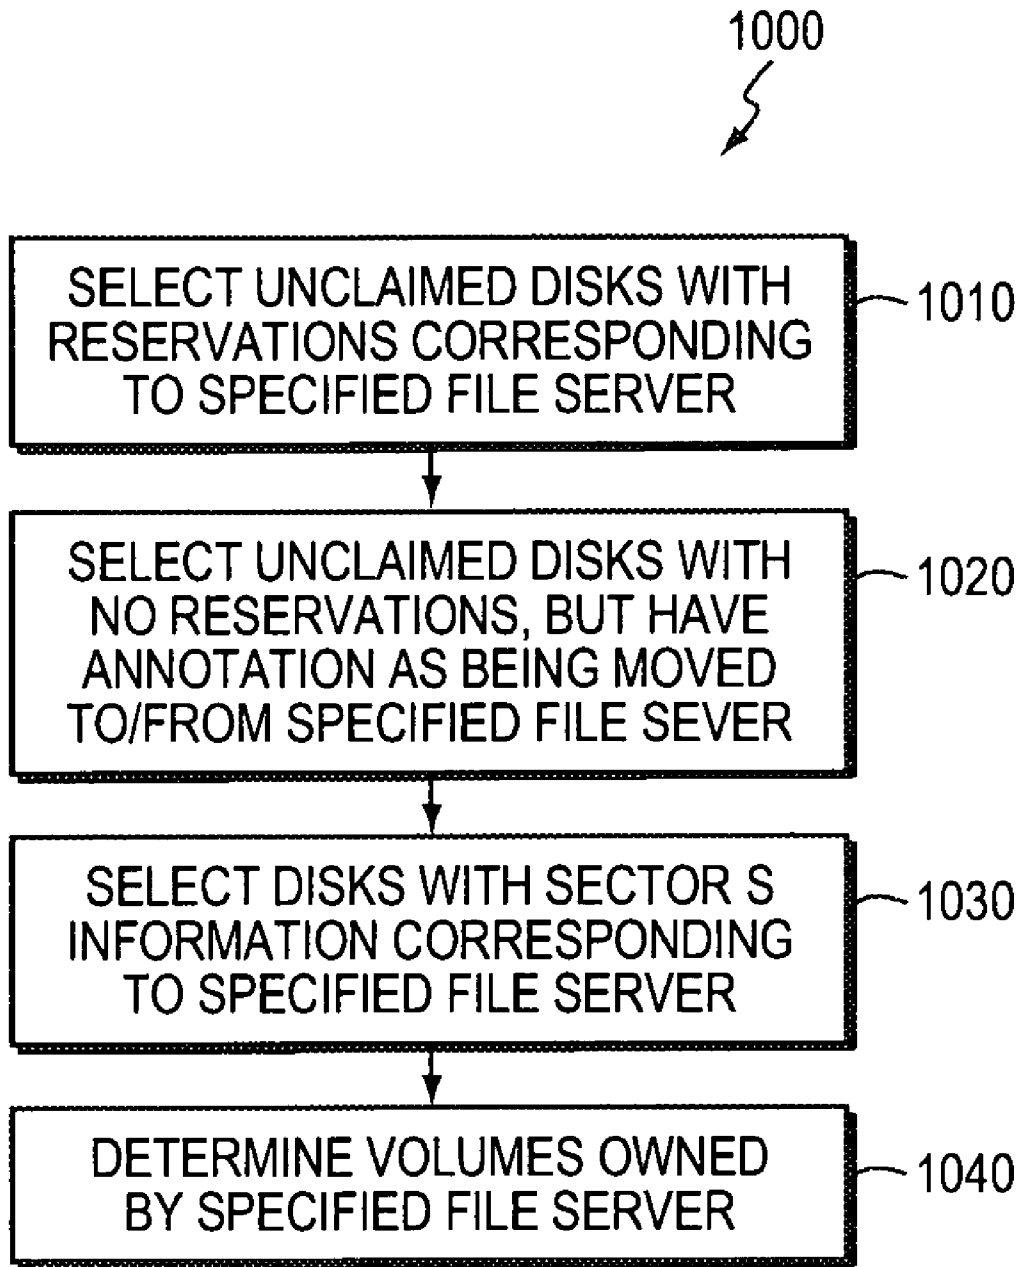 1000
SELECT UNCLAIMED DISKS WITH
RESERVATIONS CORRESPONDING
TO SPECIFIED FILE SERVER
1010
SELECT UNCLAIMED DISKS WITH
NO RESERVATIONS, BUT HAVE
ANNOTATION AS BEING MOVED
TO/FROM SPECIFIED FILE SEVER
1020
SELECT DISKS WITH SECTOR S
INFORMATION CORRESPONDING
TO SPECIFIED FILE SERVER
1030
DETERMINE VOLUMES OWNED
BY SPECIFIED FILE SERVER
1040